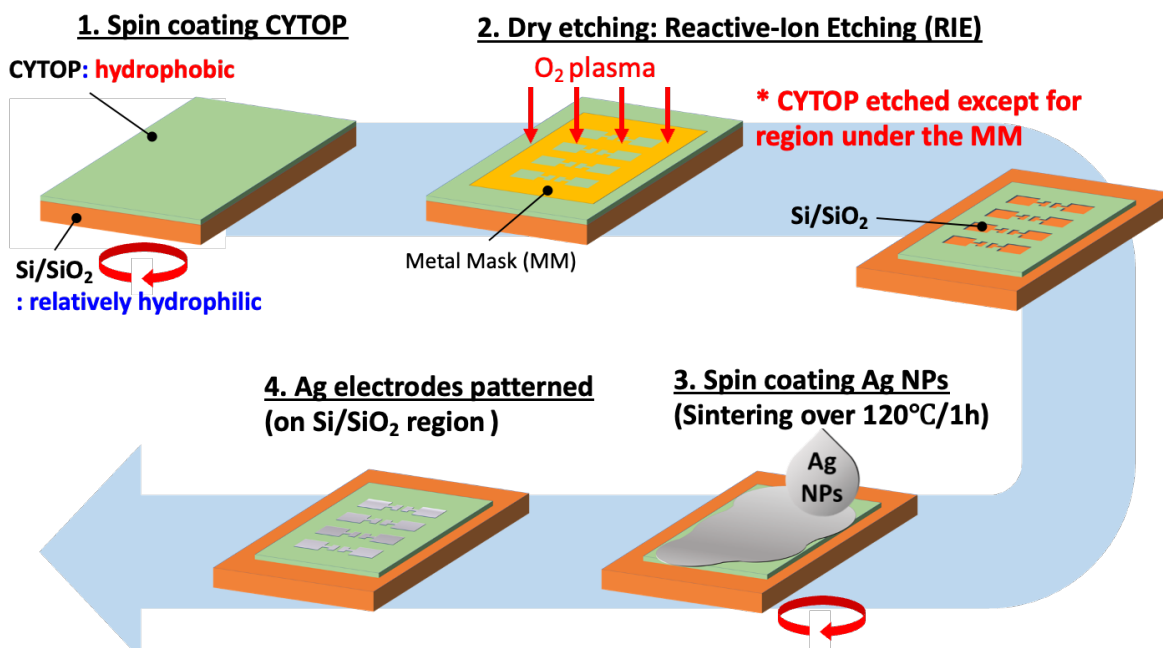 1. Spin coating CYTOP
CYTOP: hydrophobic
Si/SiO₂
: relatively hydrophilic
2. Dry etching: Reactive-Ion Etching (RIE)
O₂ plasma
* CYTOP etched except for
region under the MM
Metal Mask (MM)
Si/SiO₂
3. Spin coating Ag NPs
(Sintering over 120℃/1h)
Ag
NPs
4. Ag electrodes patterned
(on Si/SiO₂ region )